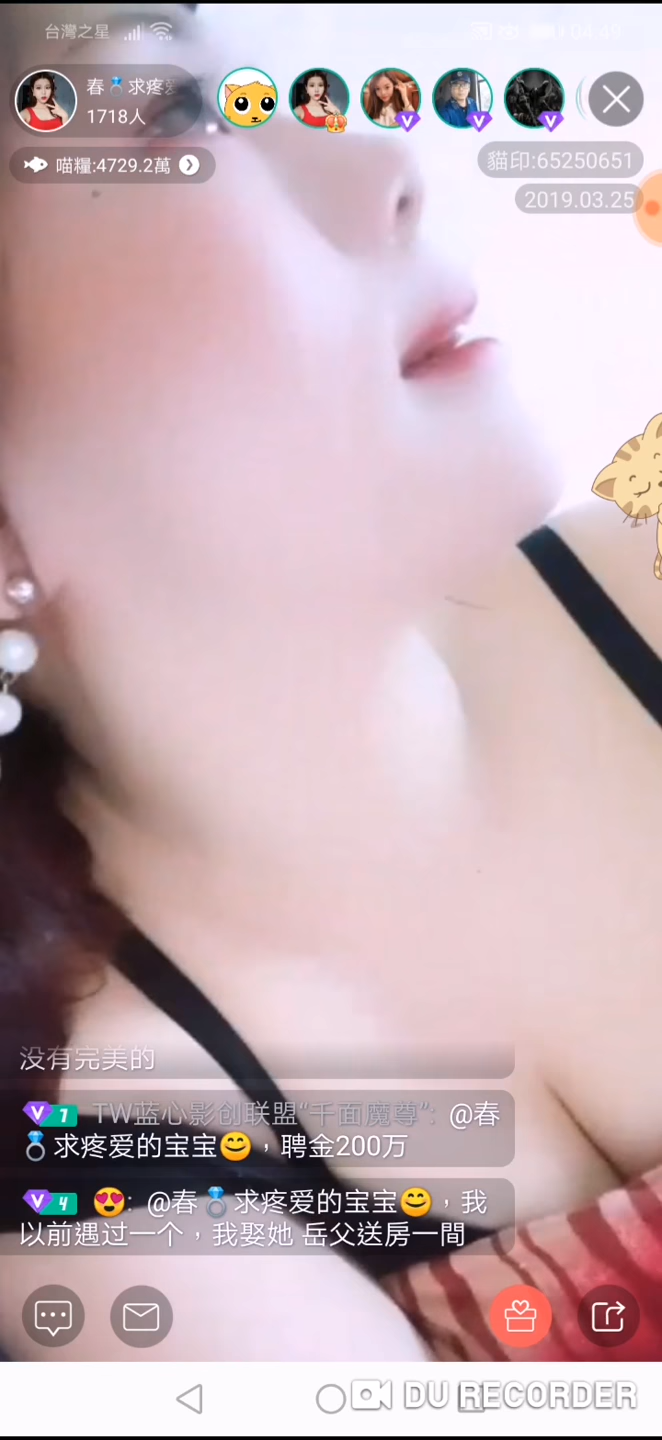 台灣之星
04:49
春💍求疼爱
1718人
喵糧:4729.2萬
貓印:65250651
2019.03.25
没有完美的
V 7 TW蓝心影创联盟“千面魔尊”: @春
💍求疼爱的宝宝😊，聘金200万
V 4 😍: @春💍求疼爱的宝宝😊，我
以前遇过一个，我娶她 岳父送房一間
DU RECORDER